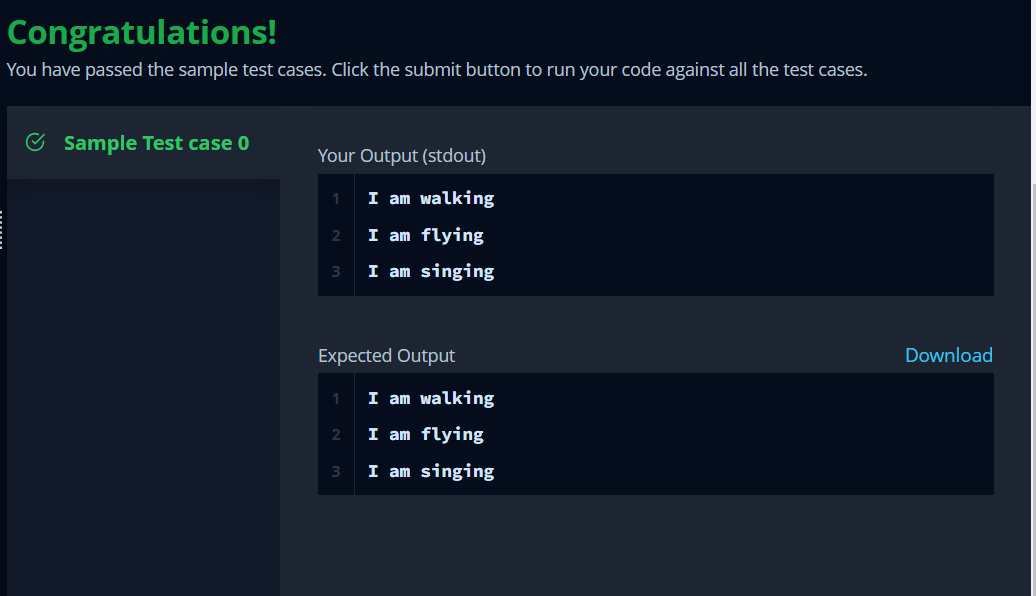 Congratulations!
You have passed the sample test cases. Click the submit button to run your code against all the test cases.
Sample Test case 0
Your Output (stdout)
1 I am walking
2 I am flying
3 I am singing
Expected Output Download
1 I am walking
2 I am flying
3 I am singing